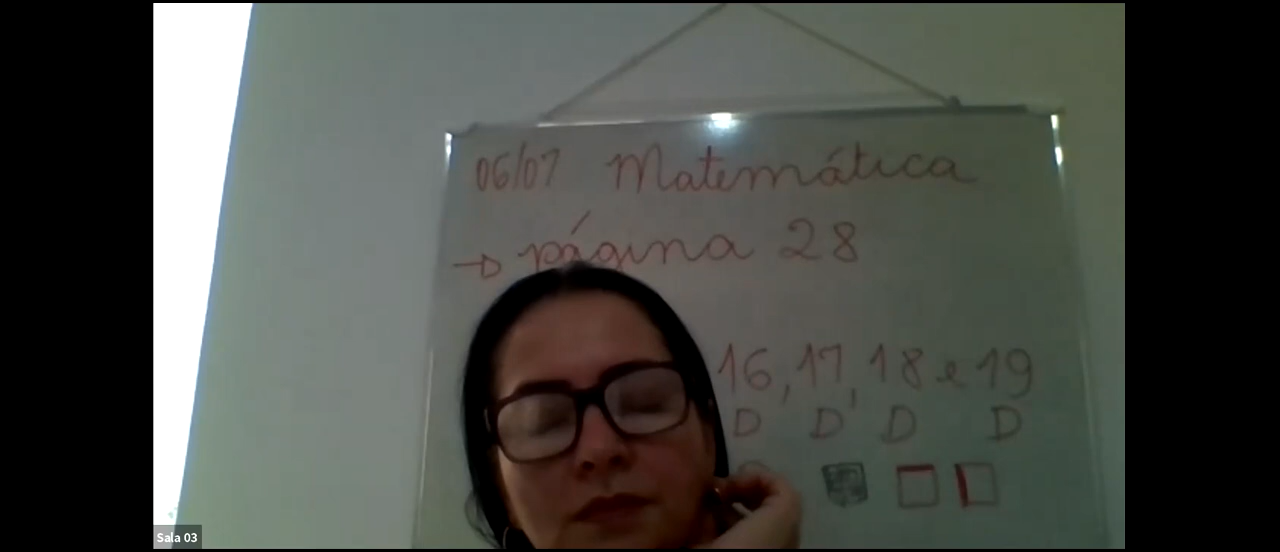 06/07 Matemática
→ página 28
16, 17, 18 e 19
D D D D
Sala 03